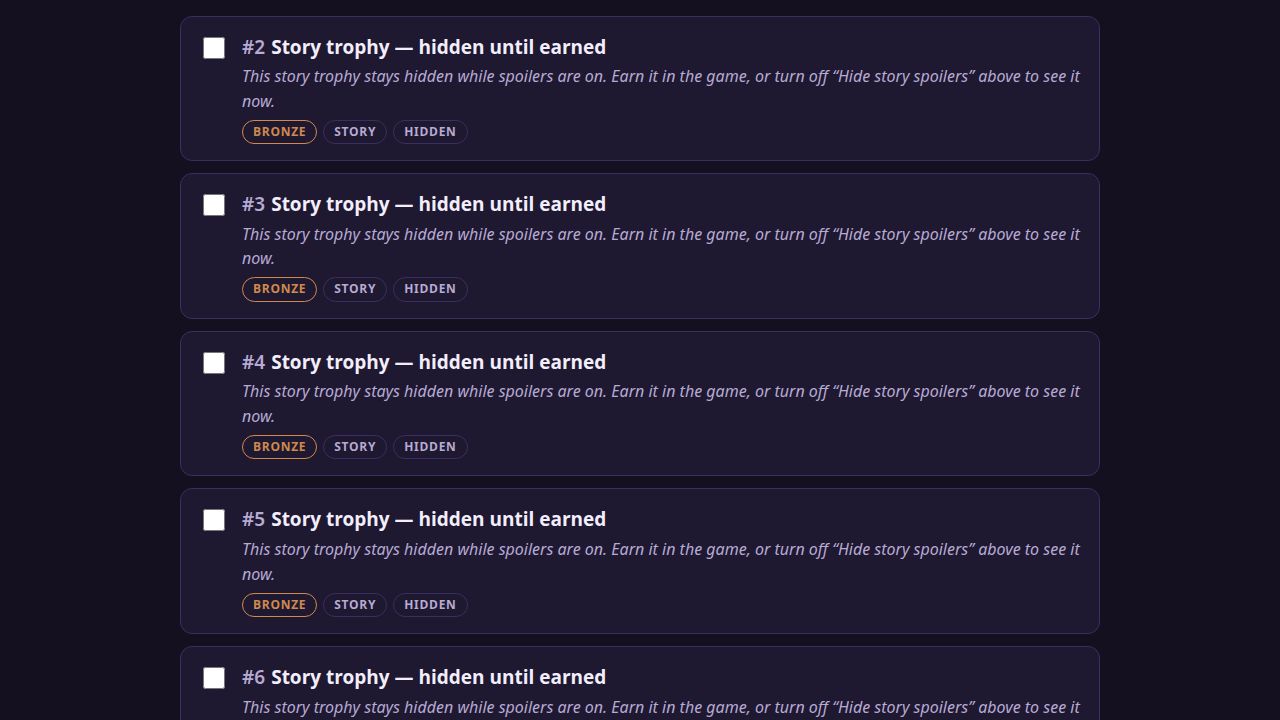 #2 Story trophy — hidden until earned
This story trophy stays hidden while spoilers are on. Earn it in the game, or turn off “Hide story spoilers” above to see it
now.
BRONZE STORY HIDDEN
#3 Story trophy — hidden until earned
This story trophy stays hidden while spoilers are on. Earn it in the game, or turn off “Hide story spoilers” above to see it
now.
BRONZE STORY HIDDEN
#4 Story trophy — hidden until earned
This story trophy stays hidden while spoilers are on. Earn it in the game, or turn off “Hide story spoilers” above to see it
now.
BRONZE STORY HIDDEN
#5 Story trophy — hidden until earned
This story trophy stays hidden while spoilers are on. Earn it in the game, or turn off “Hide story spoilers” above to see it
now.
BRONZE STORY HIDDEN
#6 Story trophy — hidden until earned
This story trophy stays hidden while spoilers are on. Earn it in the game, or turn off “Hide story spoilers” above to see it